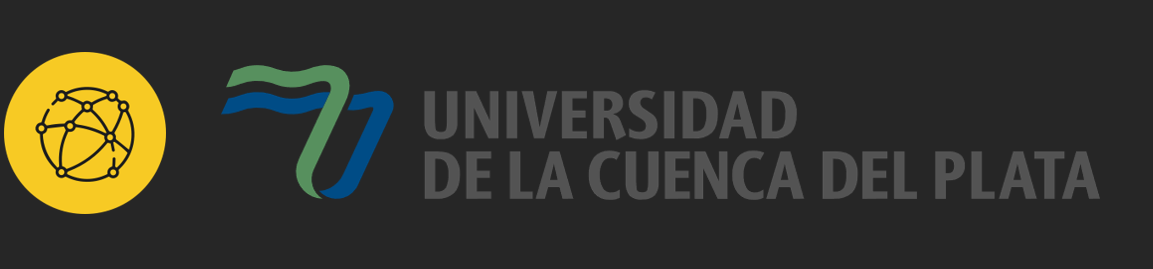 UNIVERSIDAD
DE LA CUENCA DEL PLATA